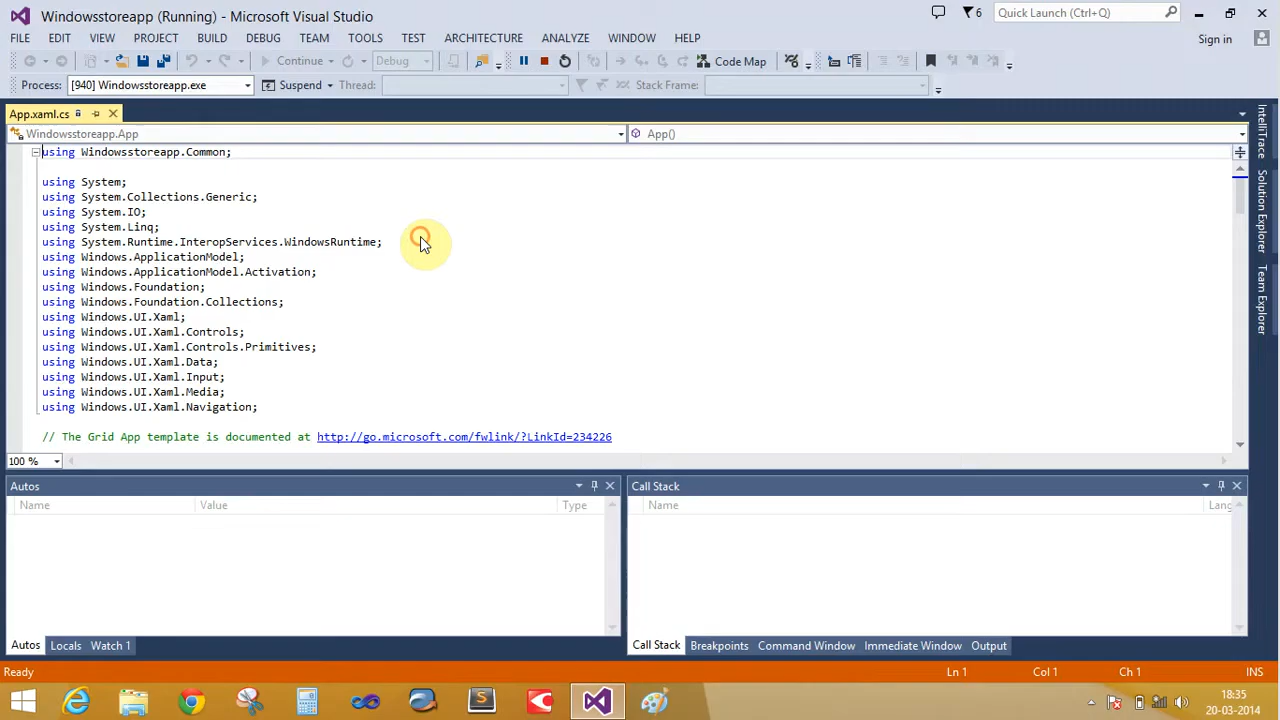 Windowsstoreapp (Running) - Microsoft Visual Studio
6
Quick Launch (Ctrl+Q)
FILE EDIT VIEW PROJECT BUILD DEBUG TEAM TOOLS TEST ARCHITECTURE ANALYZE WINDOW HELP
Sign in
Continue Debug Code Map
Process: [940] Windowsstoreapp.exe Suspend Thread: Stack Frame:
App.xaml.cs
Windowsstoreapp.App App()
using Windowsstoreapp.Common;
using System;
using System.Collections.Generic;
using System.IO;
using System.Linq;
using System.Runtime.InteropServices.WindowsRuntime;
using Windows.ApplicationModel;
using Windows.ApplicationModel.Activation;
using Windows.Foundation;
using Windows.Foundation.Collections;
using Windows.UI.Xaml;
using Windows.UI.Xaml.Controls;
using Windows.UI.Xaml.Controls.Primitives;
using Windows.UI.Xaml.Data;
using Windows.UI.Xaml.Input;
using Windows.UI.Xaml.Media;
using Windows.UI.Xaml.Navigation;
// The Grid App template is documented at http://go.microsoft.com/fwlink/?LinkId=234226
100 %
IntelliTrace
Solution Explorer
Team Explorer
Autos
Name Value Type
Call Stack
Name Lang
Autos Locals Watch 1
Call Stack Breakpoints Command Window Immediate Window Output
Ready Ln 1 Col 1 Ch 1 INS
18:35
20-03-2014